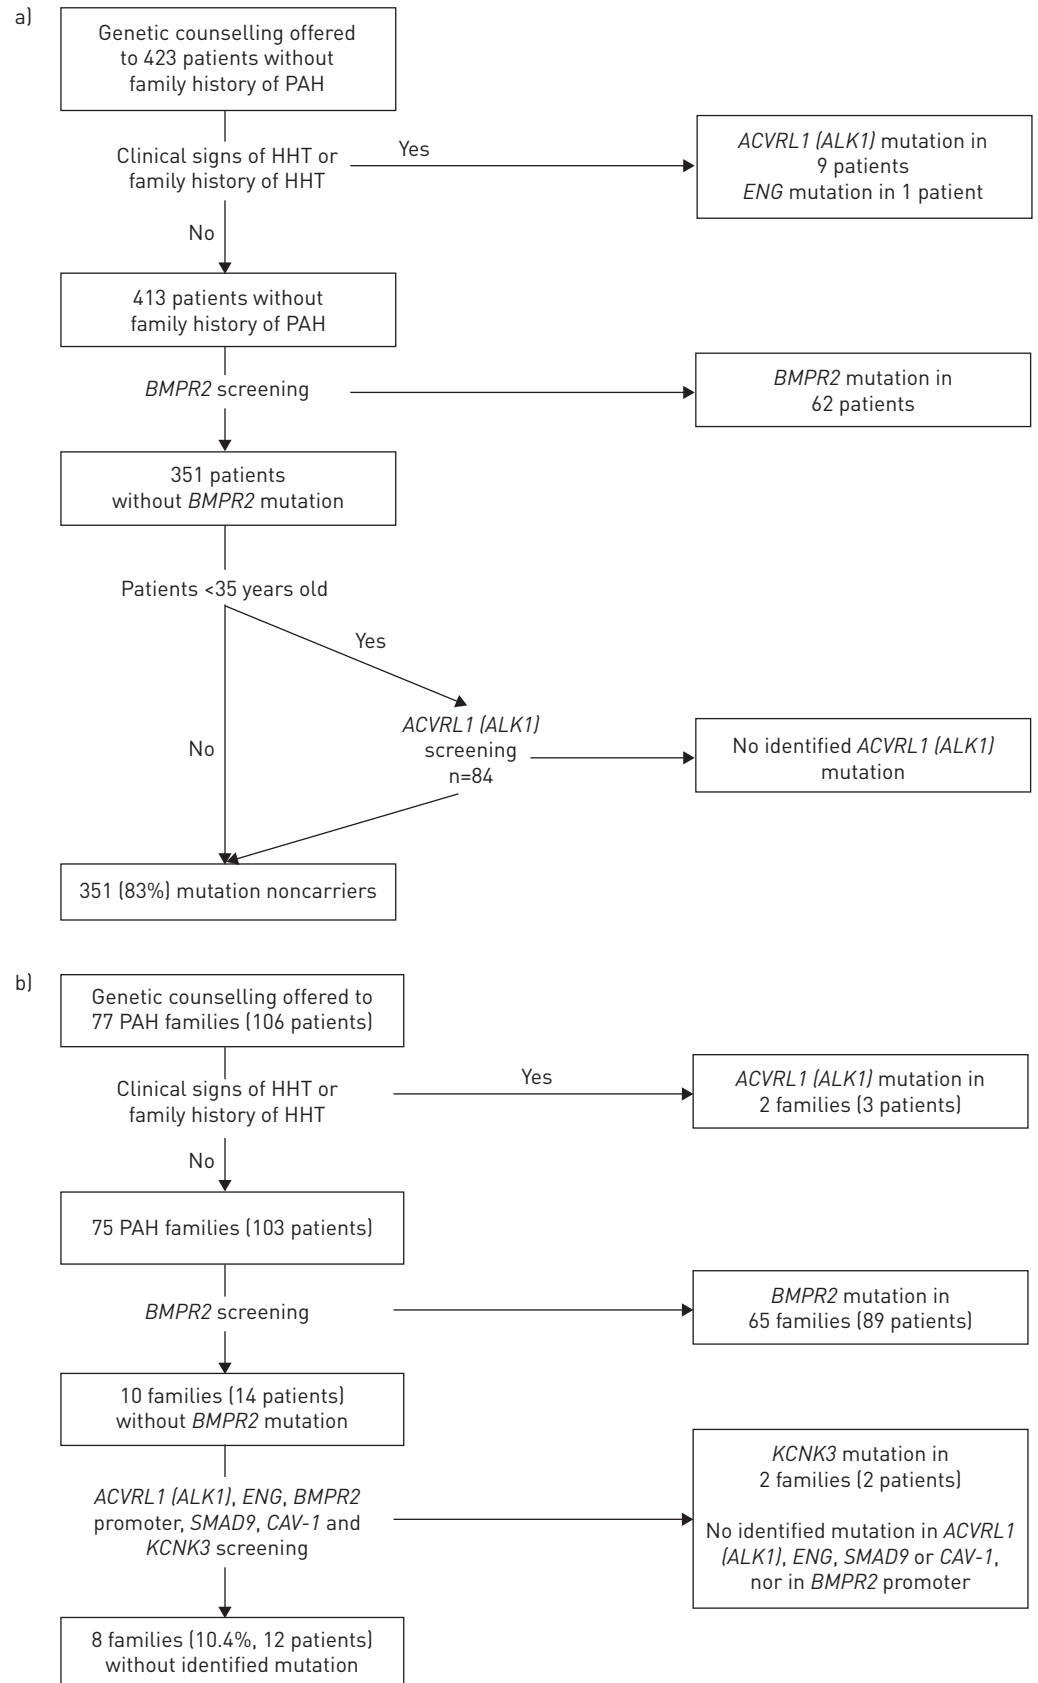 a)
Genetic counselling offered
to 423 patients without
family history of PAH
Clinical signs of HHT or
family history of HHT
Yes
ACVRL1 (ALK1) mutation in
9 patients
ENG mutation in 1 patient
No
413 patients without
family history of PAH
BMPR2 screening
BMPR2 mutation in
62 patients
351 patients
without BMPR2 mutation
Patients <35 years old
Yes
No
ACVRL1 (ALK1)
screening
n=84
No identified ACVRL1 (ALK1)
mutation
351 (83%) mutation noncarriers
b)
Genetic counselling offered to
77 PAH families (106 patients)
Clinical signs of HHT or
family history of HHT
Yes
ACVRL1 (ALK1) mutation in
2 families (3 patients)
No
75 PAH families (103 patients)
BMPR2 screening
BMPR2 mutation in
65 families (89 patients)
10 families (14 patients)
without BMPR2 mutation
ACVRL1 (ALK1), ENG, BMPR2
promoter, SMAD9, CAV-1 and
KCNK3 screening
KCNK3 mutation in
2 families (2 patients)
No identified mutation in ACVRL1
(ALK1), ENG, SMAD9 or CAV-1,
nor in BMPR2 promoter
8 families (10.4%, 12 patients)
without identified mutation